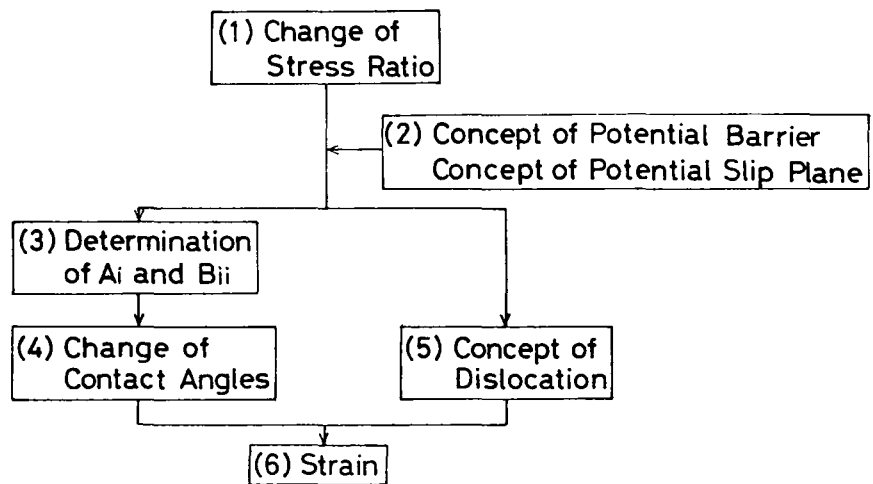 (1) Change of
Stress Ratio
(2) Concept of Potential Barrier
Concept of Potential Slip Plane
(3) Determination
of Ai and Bii
(4) Change of
Contact Angles
(5) Concept of
Dislocation
(6) Strain